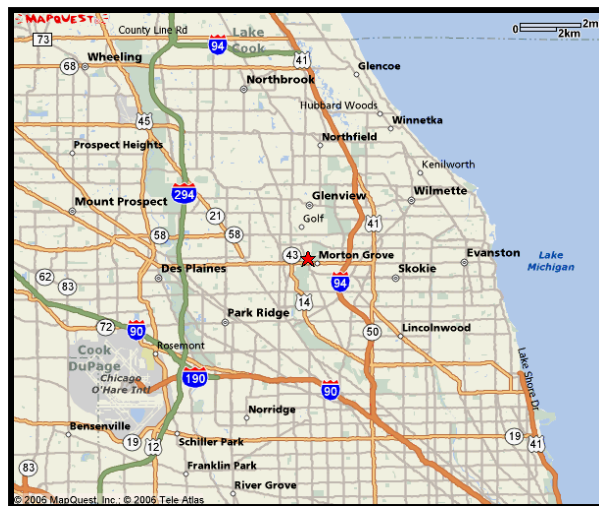 MAPQUEST
2m
0
2km
County Line Rd
73
94
Lake
Cook
41
68
Wheeling
Glencoe
Northbrook
Hubbard Woods
45
Winnetka
Northfield
Prospect Heights
Kenilworth
294
Glenview
Wilmette
Mount Prospect
21
Golf
41
58
58
43
Morton Grove
Evanston
Lake
Michigan
62
83
Des Plaines
94
Skokie
14
Park Ridge
72
90
50
Lincolnwood
Rosemont
Cook
DuPage
Chicago
O'Hare Intl
190
90
Lake Shore Dr
Norridge
Bensenville
19
12
Schiller Park
19
41
83
Franklin Park
River Grove
© 2006 MapQuest, Inc.; © 2006 Tele Atlas